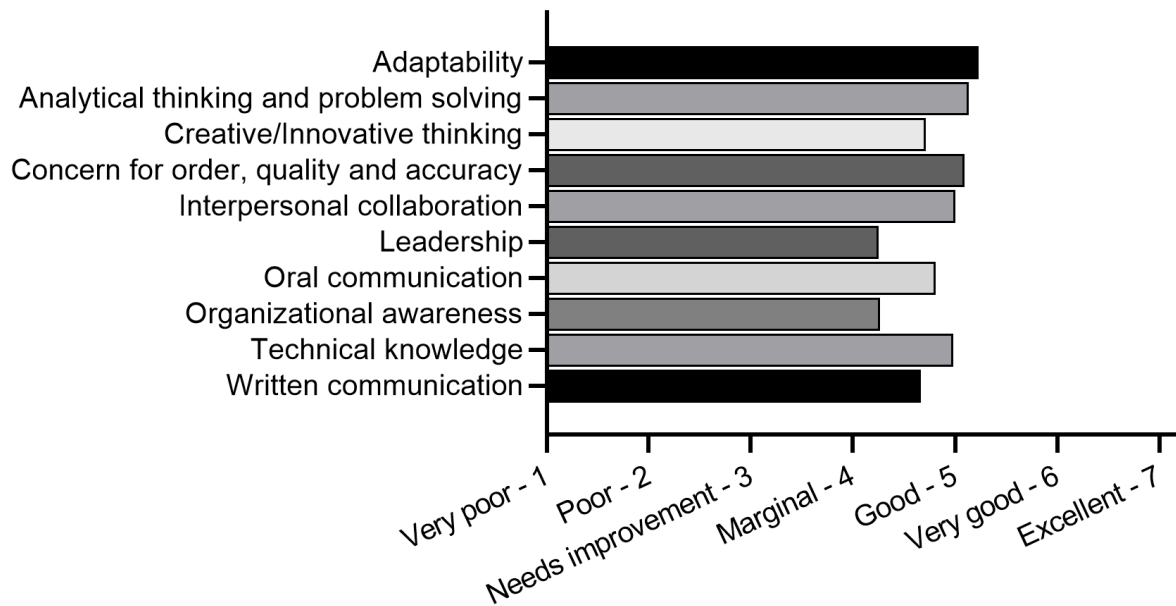 Adaptability
Analytical thinking and problem solving
Creative/Innovative thinking
Concern for order, quality and accuracy
Interpersonal collaboration
Leadership
Oral communication
Organizational awareness
Technical knowledge
Written communication
Very poor - 1
Poor - 2
Needs improvement - 3
Marginal - 4
Good - 5
Very good - 6
Excellent - 7